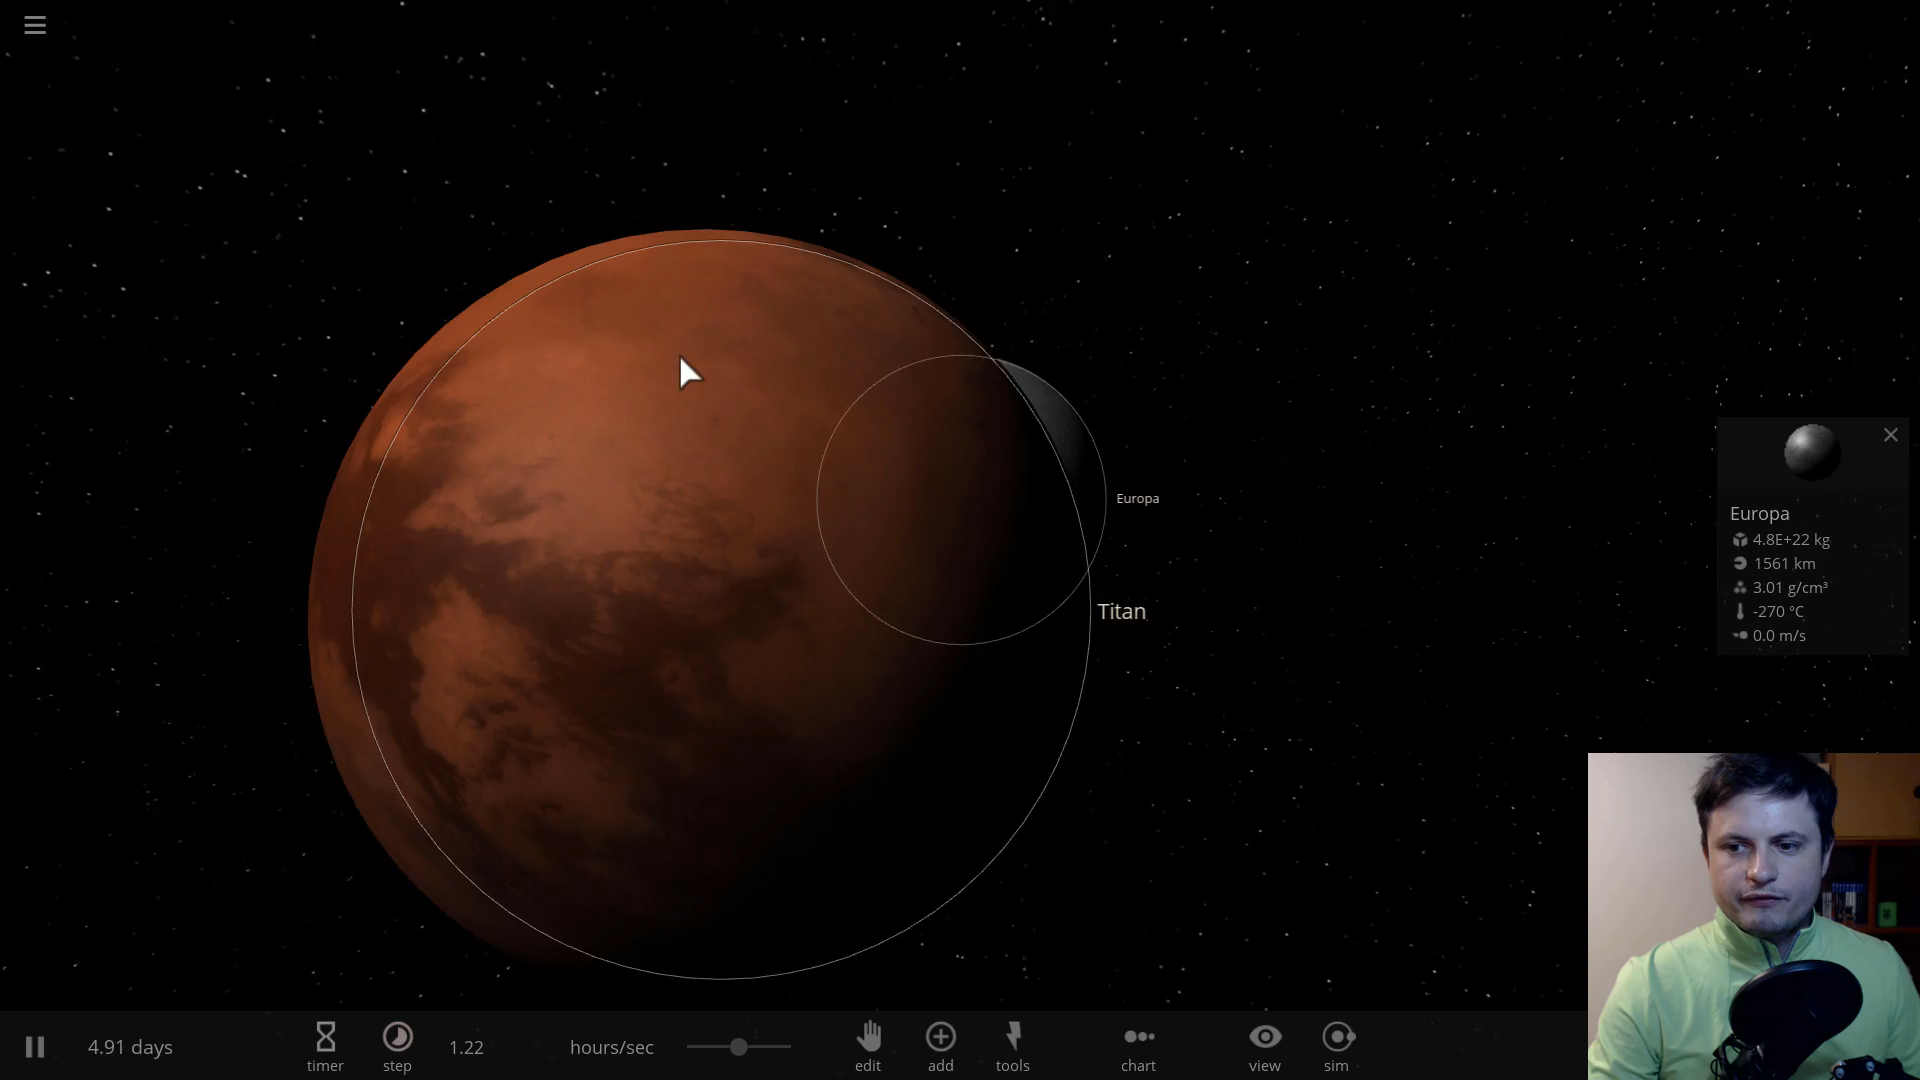 Europa
Titan
Europa
4.8E+22 kg
1561 km
3.01 g/cm³
-270 °C
0.0 m/s
4.91 days
timer
step
1.22
hours/sec
edit
add
tools
chart
view
sim